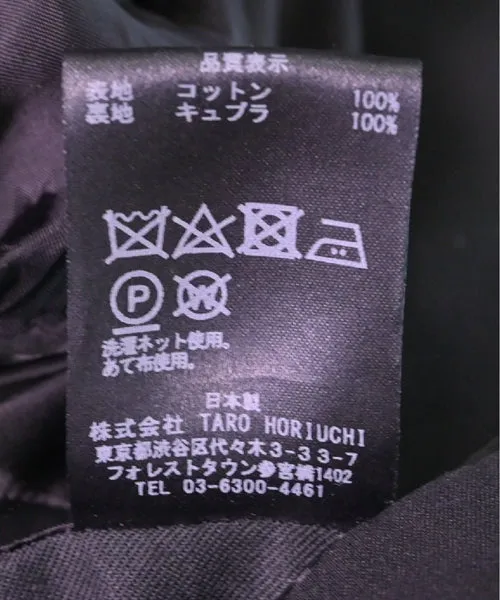 品質表示
表地 コットン 100%
裏地 キュプラ 100%
P W
洗濯ネット使用。
あて布使用。
日本製
株式会社 TARO HORIUCHI
東京都渋谷区代々木3-33-7
フォレストタウン参宮橋1402
TEL 03-6300-4461